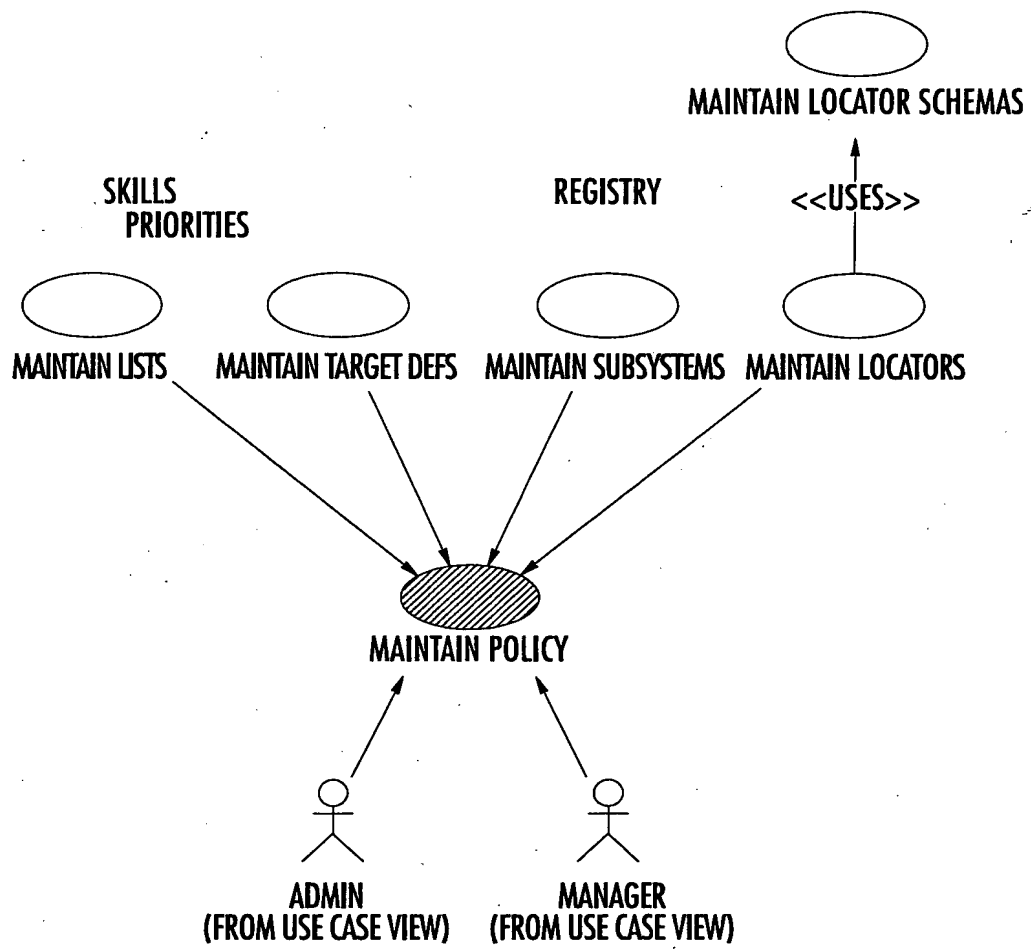 MAINTAIN LOCATOR SCHEMAS
SKILLS
PRIORITIES
REGISTRY
<<USES>>
MAINTAIN LISTS
MAINTAIN TARGET DEFS
MAINTAIN SUBSYSTEMS
MAINTAIN LOCATORS
MAINTAIN POLICY
ADMIN
(FROM USE CASE VIEW)
MANAGER
(FROM USE CASE VIEW)